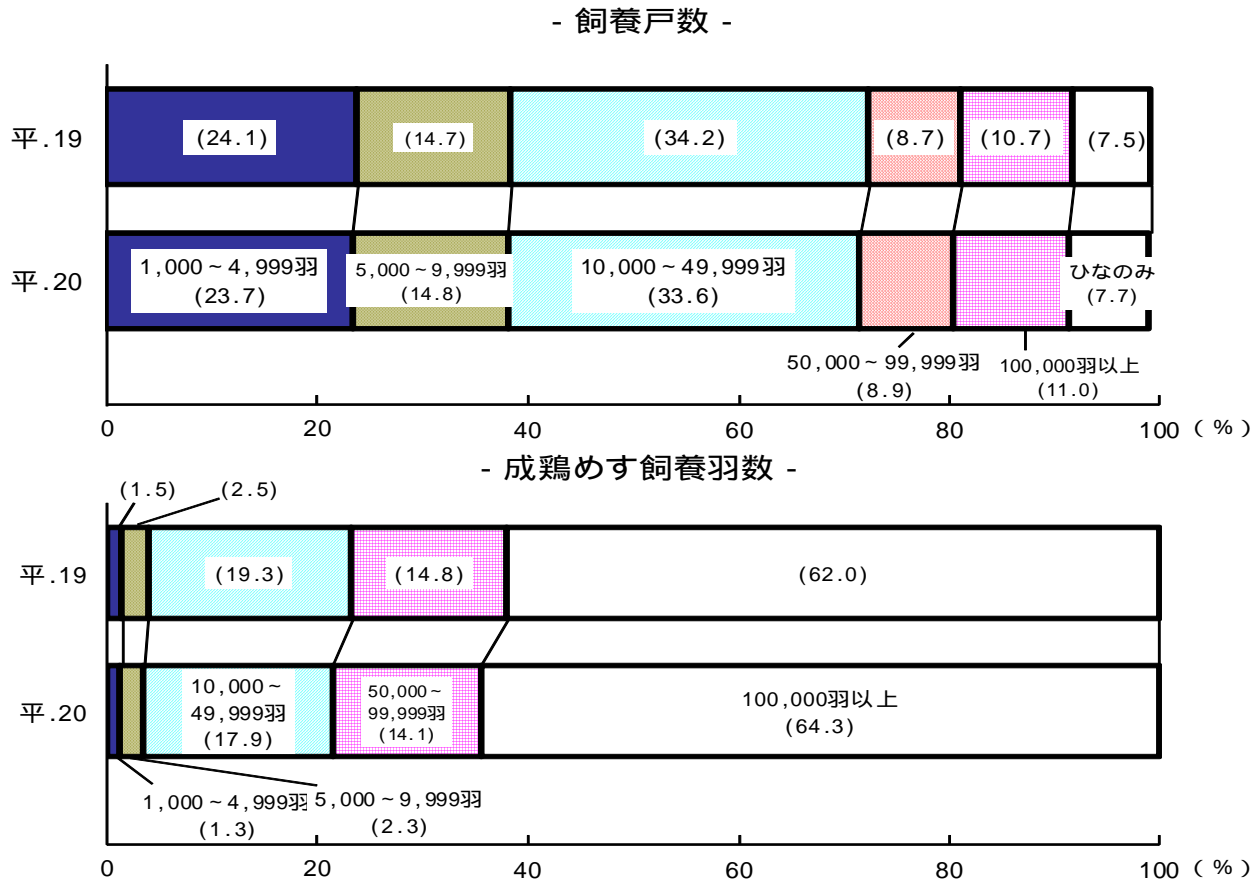 - 飼養戸数 -
平.19
(24.1)
(14.7)
(34.2)
(8.7)
(10.7)
(7.5)
平.20
1,000～4,999羽
(23.7)
5,000～9,999羽
(14.8)
10,000～49,999羽
(33.6)
ひなのみ
(7.7)
50,000～99,999羽
(8.9)
100,000羽以上
(11.0)
0 20 40 60 80 100 (%)
- 成鶏めす飼養羽数 -
(1.5)
(2.5)
平.19
(19.3)
(14.8)
(62.0)
平.20
10,000～
49,999羽
(17.9)
50,000～
99,999羽
(14.1)
100,000羽以上
(64.3)
1,000～4,999羽
(1.3)
5,000～9,999羽
(2.3)
0 20 40 60 80 100 (%)